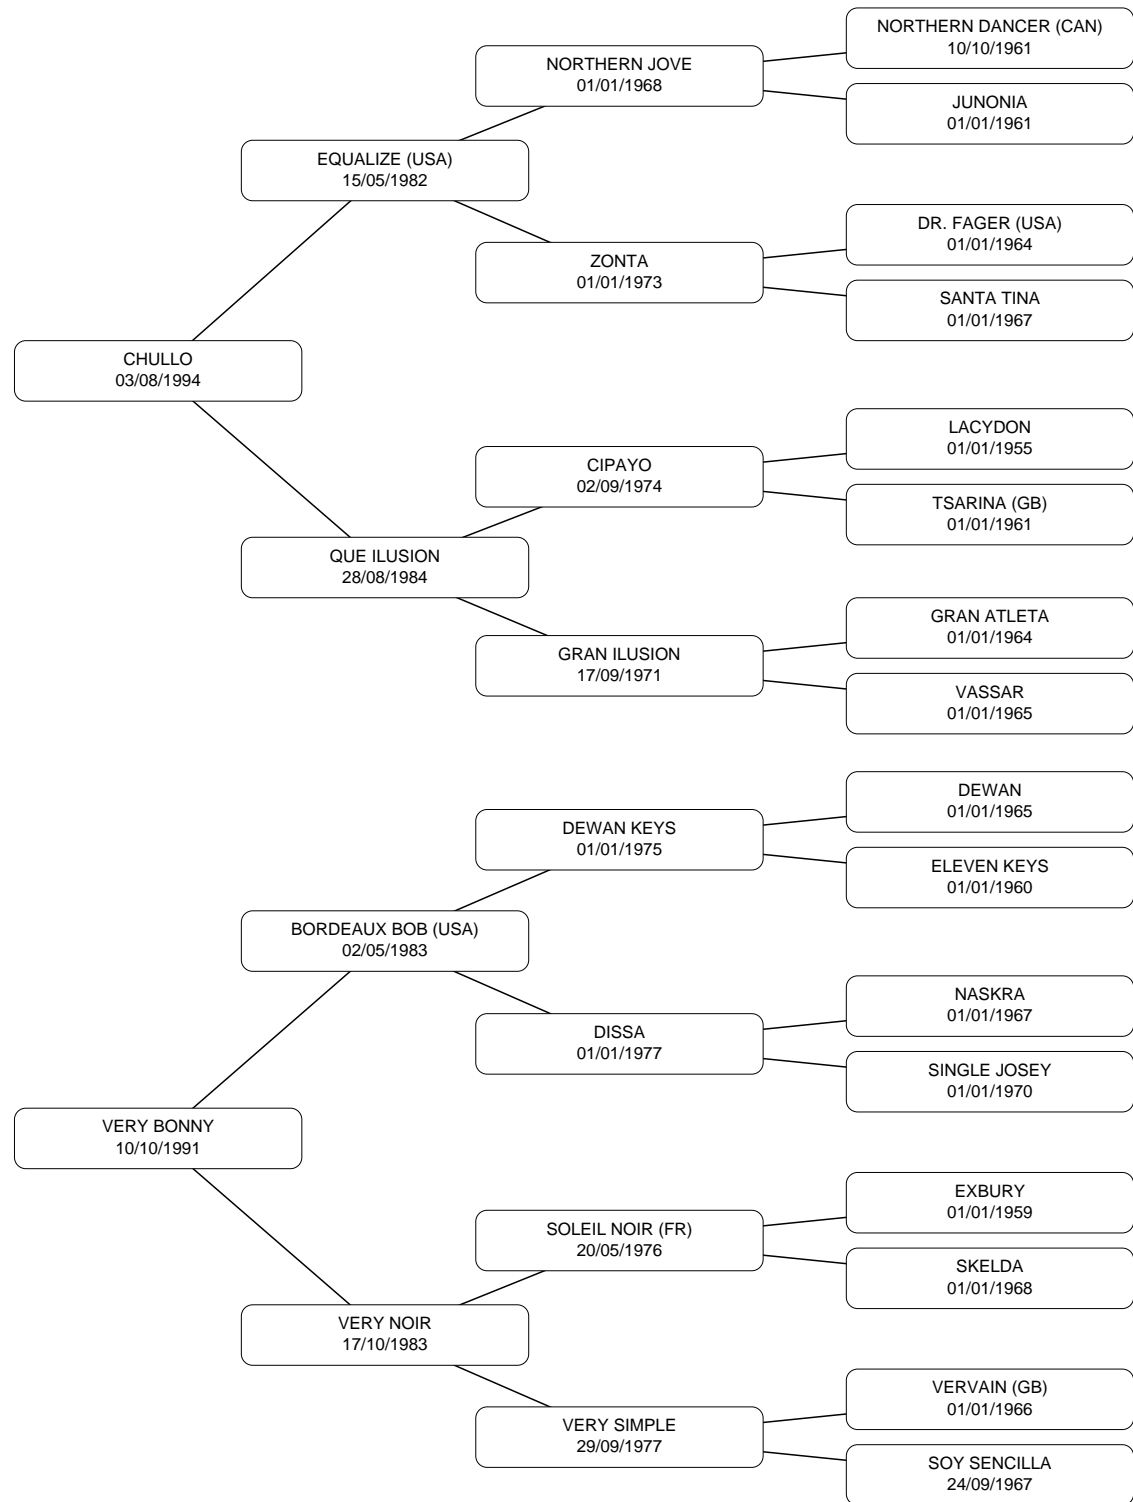 NORTHERN DANCER (CAN)
10/10/1961
NORTHERN JOVE
01/01/1968
JUNONIA
01/01/1961
EQUALIZE (USA)
15/05/1982
DR. FAGER (USA)
01/01/1964
ZONTA
01/01/1973
SANTA TINA
01/01/1967
CHULLO
03/08/1994
LACYDON
01/01/1955
CIPAYO
02/09/1974
TSARINA (GB)
01/01/1961
QUE ILUSION
28/08/1984
GRAN ATLETA
01/01/1964
GRAN ILUSION
17/09/1971
VASSAR
01/01/1965
DEWAN
01/01/1965
DEWAN KEYS
01/01/1975
ELEVEN KEYS
01/01/1960
BORDEAUX BOB (USA)
02/05/1983
NASKRA
01/01/1967
DISSA
01/01/1977
SINGLE JOSEY
01/01/1970
VERY BONNY
10/10/1991
EXBURY
01/01/1959
SOLEIL NOIR (FR)
20/05/1976
SKELDA
01/01/1968
VERY NOIR
17/10/1983
VERVAIN (GB)
01/01/1966
VERY SIMPLE
29/09/1977
SOY SENCILLA
24/09/1967